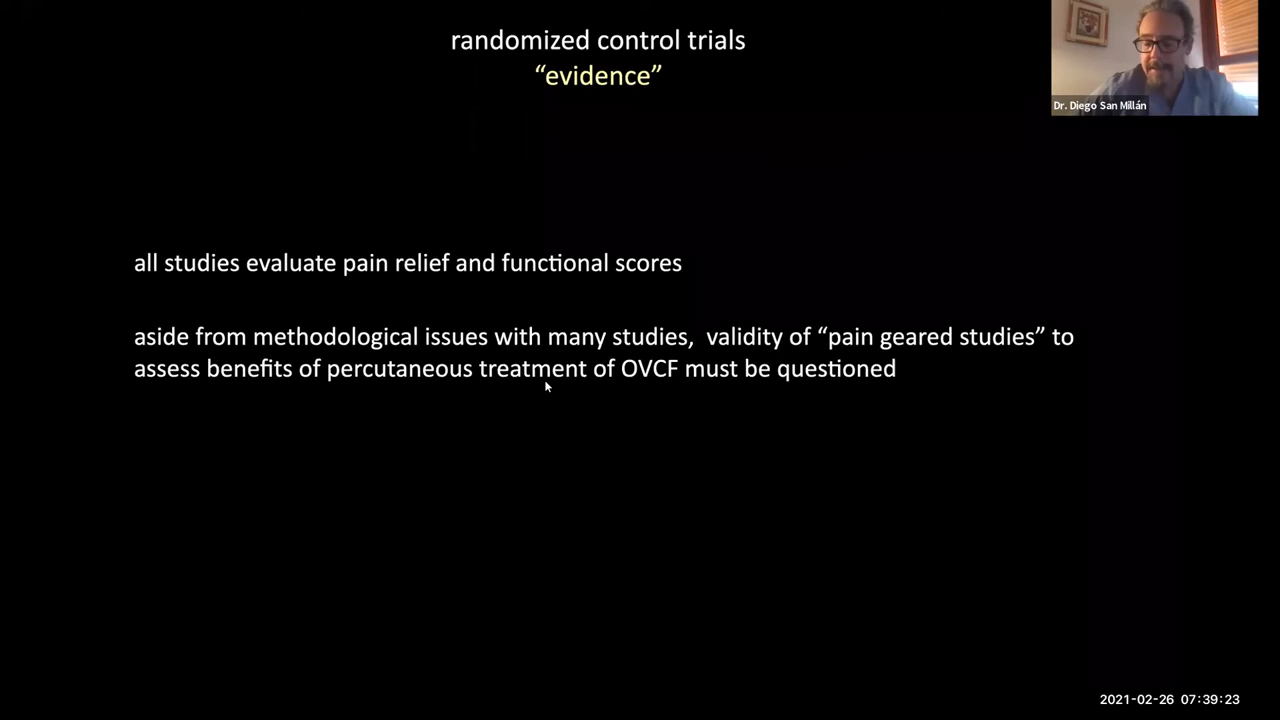 randomized control trials
“evidence”
Dr. Diego San Millán
all studies evaluate pain relief and functional scores
aside from methodological issues with many studies,  validity of “pain geared studies” to
assess benefits of percutaneous treatment of OVCF must be questioned
2021-02-26 07:39:23